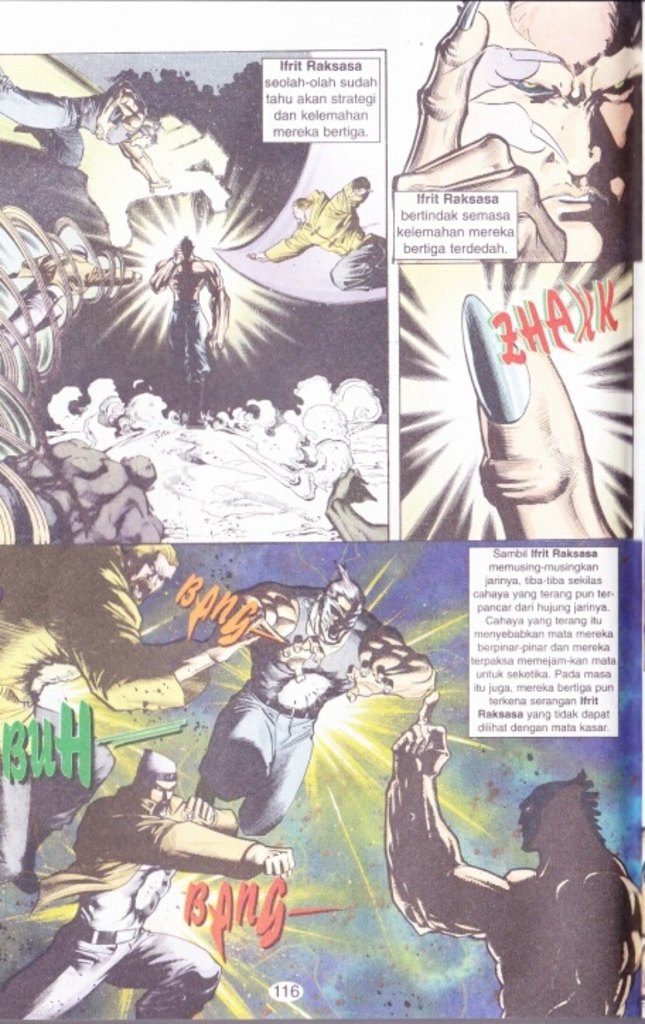 Ifrit Raksasa
seolah-olah sudah
tahu akan strategi
dan kelemahan
mereka bertiga.
Ifrit Raksasa
bertindak semasa
kelemahan mereka
bertiga terdedah.
ZHAXK
Sambil Ifrit Raksasa
memusing-musingkan
jarinya, tiba-tiba sekilas
cahaya yang terang pun ter-
pancar dari hujung jarinya.
Cahaya yang terang itu
menyebabkan mata mereka
berpinar-pinar dan mereka
terpaksa memejam-kan mata
untuk seketika. Pada masa
itu juga, mereka bertiga pun
terkena serangan Ifrit
Raksasa yang tidak dapat
dilihat dengan mata kasar.
BANG
BUH
BANG
116